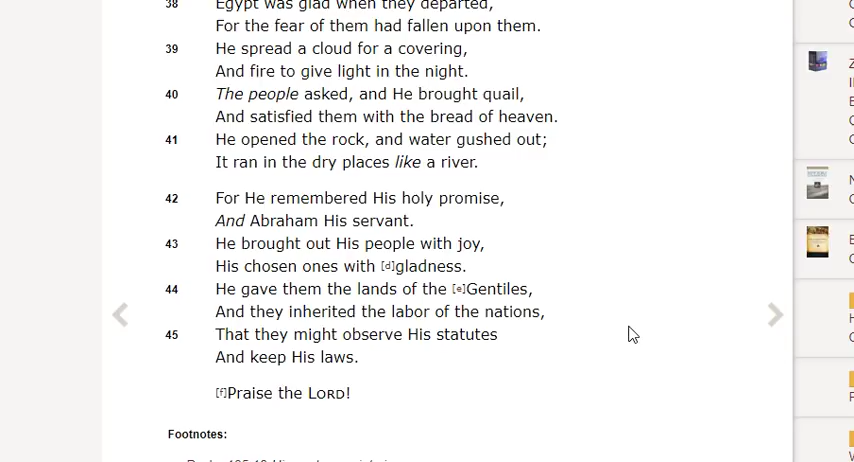 38 Egypt was glad when they departed,
For the fear of them had fallen upon them.
39 He spread a cloud for a covering,
And fire to give light in the night.
40 The people asked, and He brought quail,
And satisfied them with the bread of heaven.
41 He opened the rock, and water gushed out;
It ran in the dry places like a river.
42 For He remembered His holy promise,
And Abraham His servant.
43 He brought out His people with joy,
His chosen ones with [d]gladness.
44 He gave them the lands of the [e]Gentiles,
And they inherited the labor of the nations,
45 That they might observe His statutes
And keep His laws.
[f]Praise the LORD!
Footnotes: